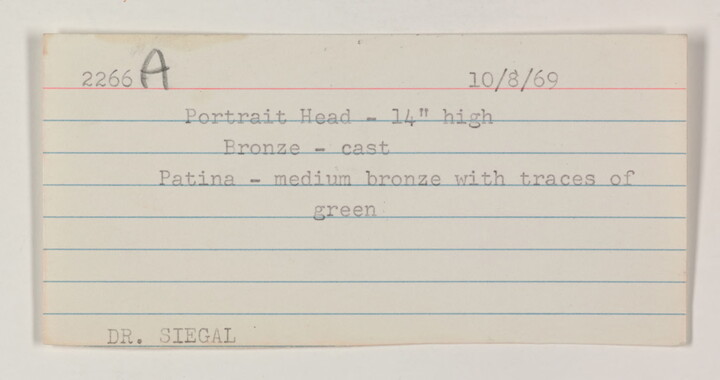 2266 A 10/8/69
Portrait Head - 14" high
Bronze - cast
Patina - medium bronze with traces of
green
DR. SIEGAL